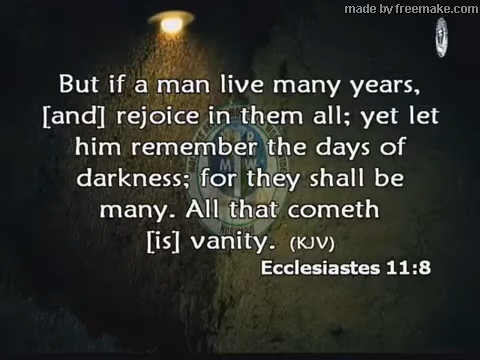 made by freemake.com
But if a man live many years,
[and] rejoice in them all; yet let
him remember the days of
darkness; for they shall be
many. All that cometh
[is] vanity. (KJV)
Ecclesiastes 11:8